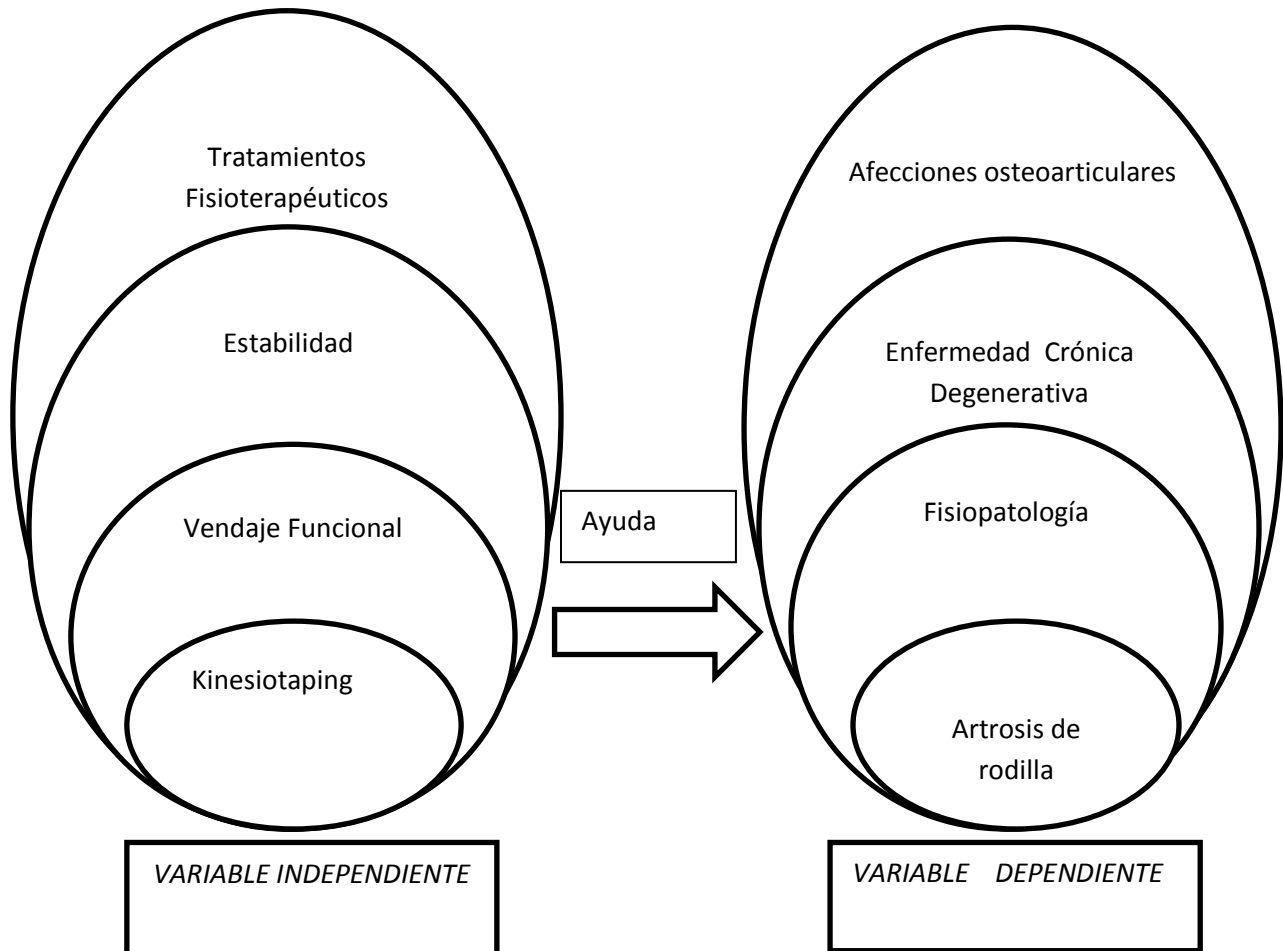 Tratamientos
Fisioterapéuticos
Estabilidad
Vendaje Funcional
Kinesiotaping
VARIABLE INDEPENDIENTE
Ayuda
Afecciones osteoarticulares
Enfermedad Crónica
Degenerativa
Fisiopatología
Artrosis de
rodilla
VARIABLE DEPENDIENTE